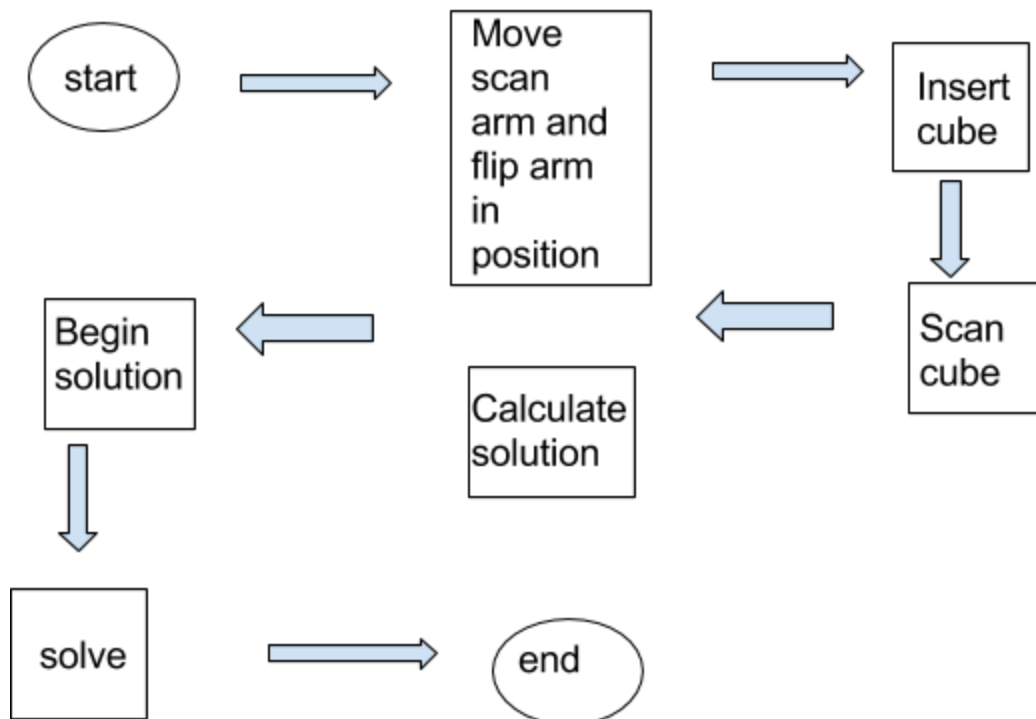 start
Move
scan
arm and
flip arm
in
position
Insert
cube
Scan
cube
Calculate
solution
Begin
solution
solve
end